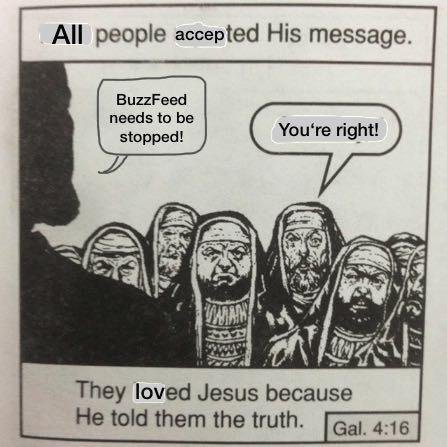 All people accepted His message.
BuzzFeed
needs to be
stopped!
You're right!
They loved Jesus because
He told them the truth.
Gal. 4:16